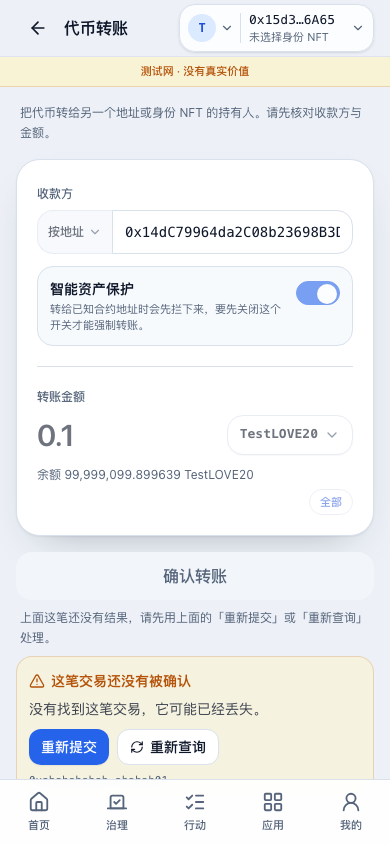 代币转账
T
0x15d3…6A65
未选择身份 NFT
测试网 · 没有真实价值
把代币转给另一个地址或身份 NFT 的持有人。请先核对收款方与
金额。
收款方
按地址
0x14dC79964da2C08b23698B3D
智能资产保护
转给已知合约地址时会先拦下来，要先关闭这个
开关才能强制转账。
转账金额
0.1
TestLOVE20
余额 99,999,099.899639 TestLOVE20
全部
确认转账
上面这笔还没有结果，请先用上面的「重新提交」或「重新查询」
处理。
这笔交易还没有被确认
没有找到这笔交易，它可能已经丢失。
重新提交
重新查询
首页
治理
行动
应用
我的